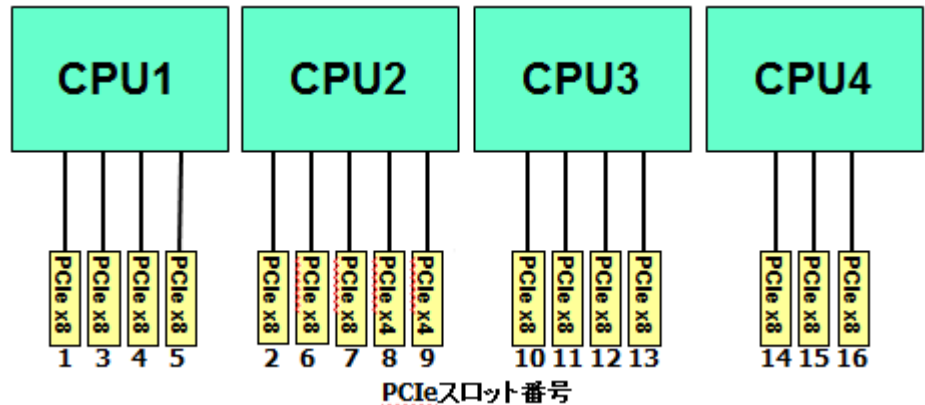 CPU1 CPU2 CPU3 CPU4
PCIe x8 PCIe x8 PCIe x8 PCIe x8 PCIe x8 PCIe x8 PCIe x8 PCIe x4 PCIe x4 PCIe x8 PCIe x8 PCIe x8 PCIe x8 PCIe x8 PCIe x8 PCIe x8
1 3 4 5 2 6 7 8 9 10 11 12 13 14 15 16
PCIeスロット番号